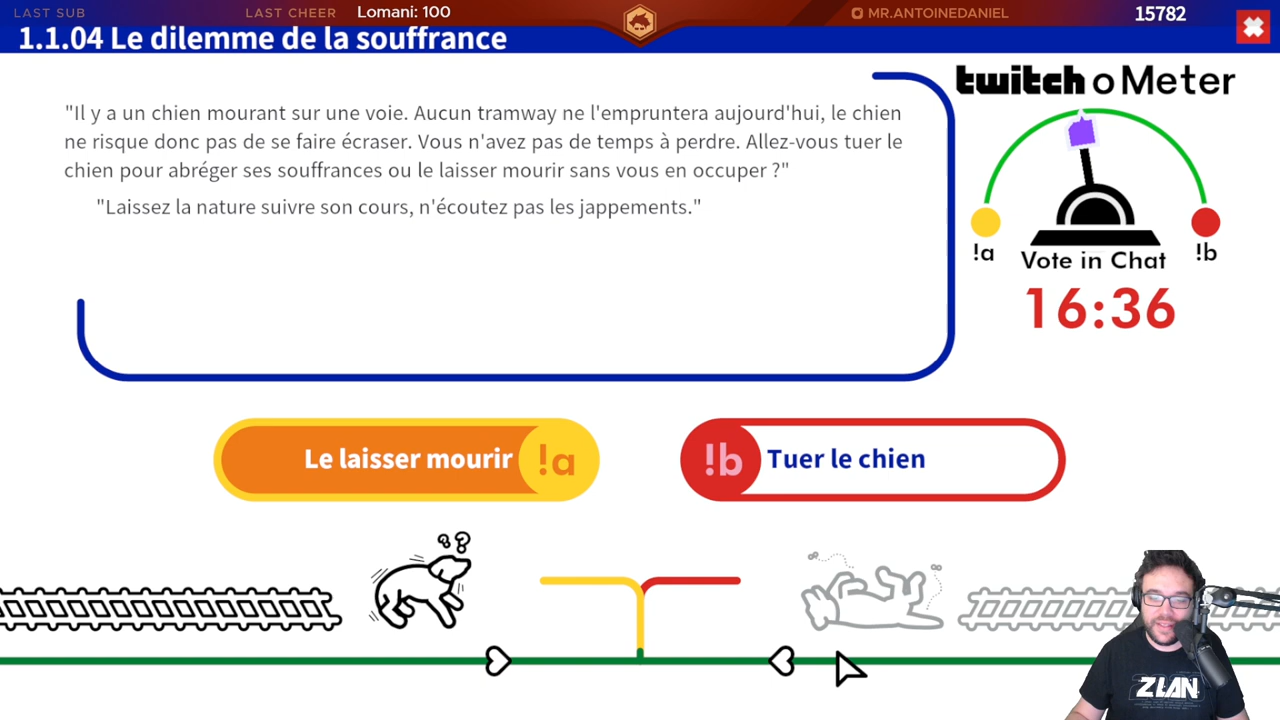 LAST SUB LAST CHEER Lomani: 100 MR.ANTOINEDANIEL 15782
1.1.04 Le dilemme de la souffrance
twitch o Meter
"Il y a un chien mourant sur une voie. Aucun tramway ne l'empruntera aujourd'hui, le chien
ne risque donc pas de se faire écraser. Vous n'avez pas de temps à perdre. Allez-vous tuer le
chien pour abréger ses souffrances ou le laisser mourir sans vous en occuper ?"
"Laissez la nature suivre son cours, n'écoutez pas les jappements."
!a Vote in Chat !b
16:36
Le laisser mourir !a
!b Tuer le chien
? ?
ZLAN